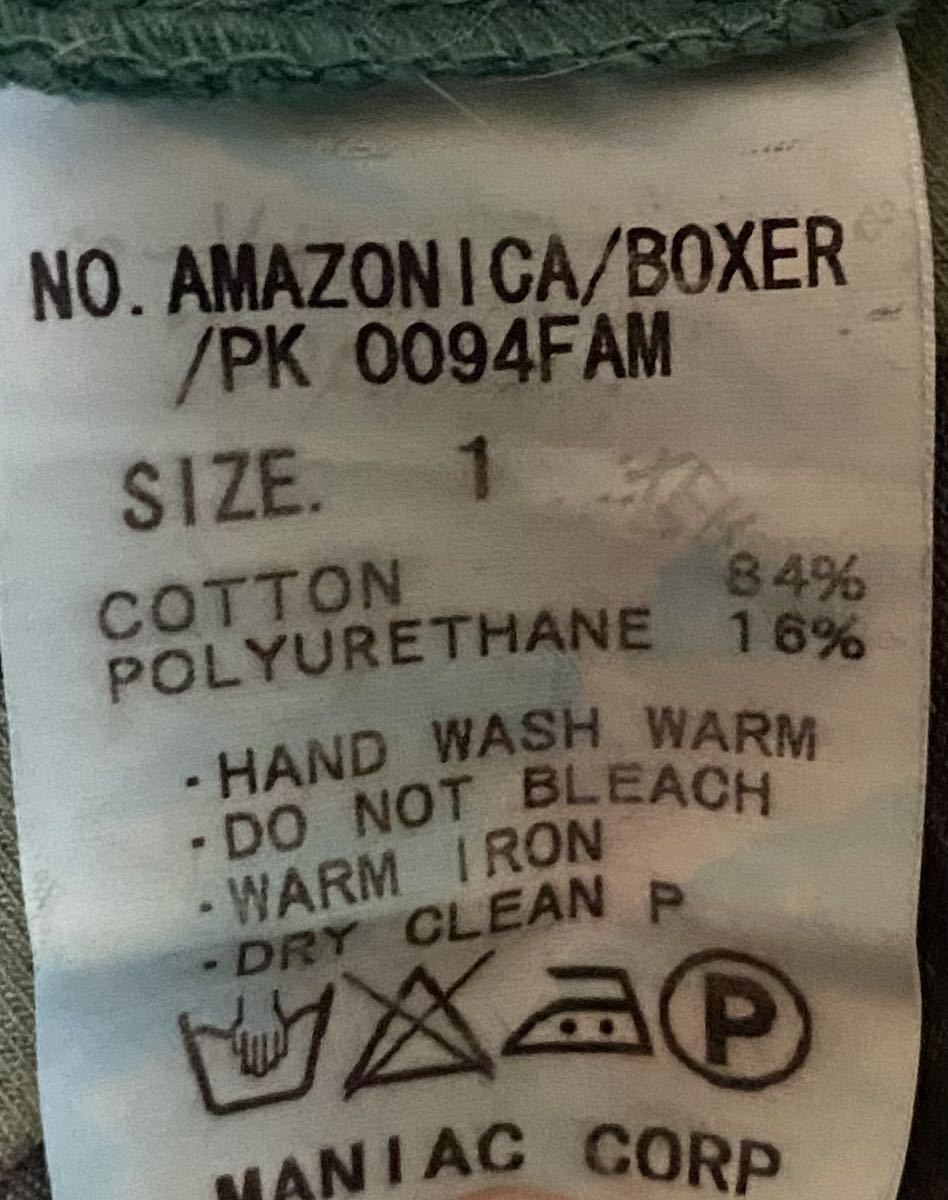 NO. AMAZONICA/BOXER
/PK 0094FAM
SIZE. 1
COTTON 84%
POLYURETHANE 16%
·HAND WASH WARM
·DO NOT BLEACH
·WARM IRON
·DRY CLEAN P
P
MANIAC CORP